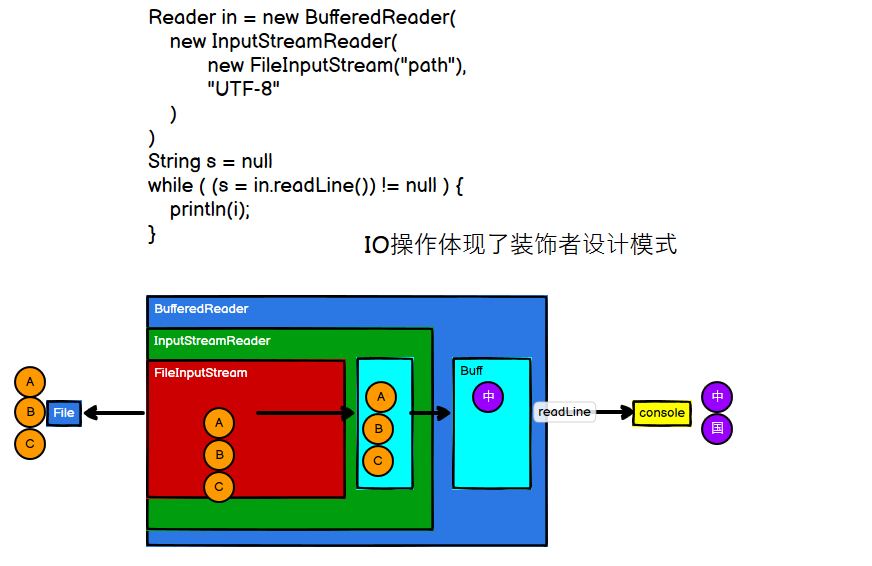 Reader in = new BufferedReader(
new InputStreamReader(
new FileInputStream("path"),
"UTF-8"
)
)
String s = null
while ( (s = in.readLine()) != null ) {
println(i);
}
IO操作体现了装饰者设计模式
BufferedReader
InputStreamReader
FileInputStream
Buff
A
B
C
File
A
B
C
A
B
C
中
readLine
console
中
国